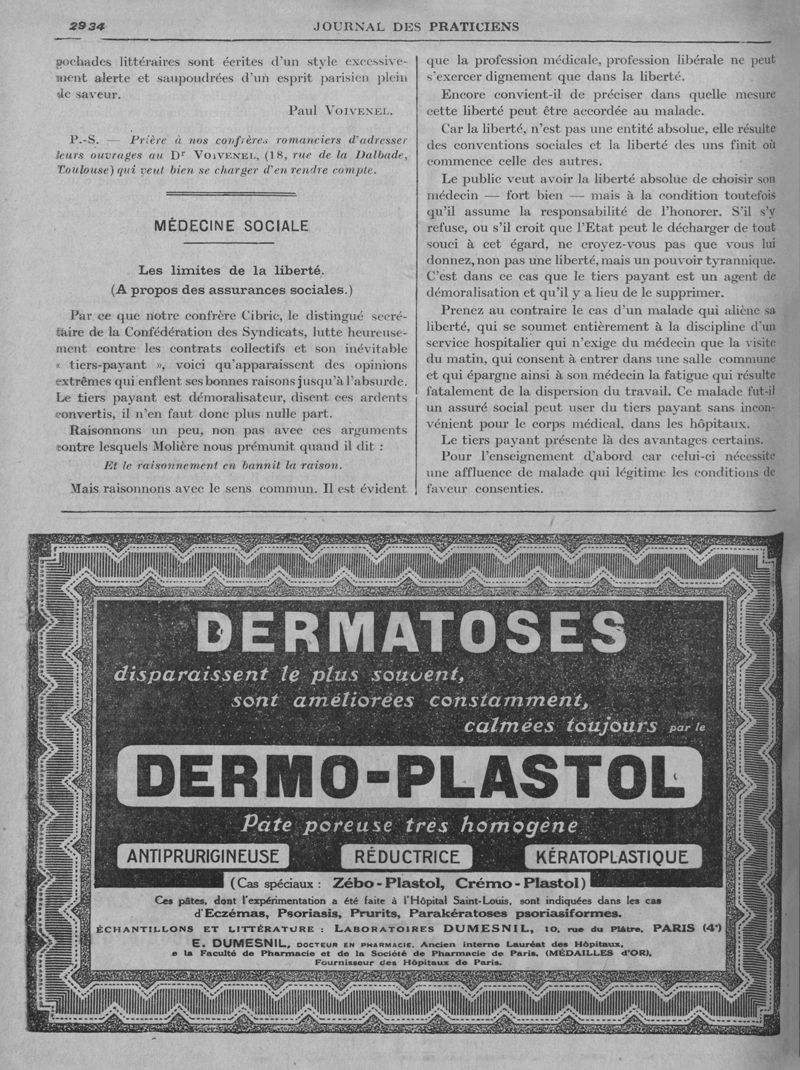 2934
JOURNAL DES PRATICIENS
pochades littéraires sont écrites d'un style excessive-
ment alerte et saupoudrées d'un esprit parisien plein
de saveur.
Paul VOIVENEL.
P.-S. — Prière à nos confrères romanciers d'adresser
leurs ouvrages au Dr VOIVENEL, (18, rue de la Dalbade,
Toulouse) qui veut bien se charger d'en rendre compte.
MÉDECINE SOCIALE
Les limites de la liberté.
(A propos des assurances sociales.)
Par ce que notre confrère Cibric, le distingué secré-
taire de la Confédération des Syndicats, lutte heureuse-
ment contre les contrats collectifs et son inévitable
« tiers-payant », voici qu'apparaissent des opinions
extrêmes qui enflent ses bonnes raisons jusqu'à l'absurde.
Le tiers payant est démoralisateur, disent ces ardents
convertis, il n'en faut donc plus nulle part.
Raisonnons un peu, non pas avec ces arguments
contre lesquels Molière nous prémunit quand il dit :
Et le raisonnement en bannit la raison.
Mais raisonnons avec le sens commun. Il est évident
que la profession médicale, profession libérale ne peut
s'exercer dignement que dans la liberté.
Encore convient-il de préciser dans quelle mesure
cette liberté peut être accordée au malade.
Car la liberté, n'est pas une entité absolue, elle résulte
des conventions sociales et la liberté des uns finit où
commence celle des autres.
Le public veut avoir la liberté absolue de choisir son
médecin — fort bien — mais à la condition toutefois
qu'il assume la responsabilité de l'honorer. S'il s'y
refuse, ou s'il croit que l'Etat peut le décharger de tout
souci à cet égard, ne croyez-vous pas que vous lui
donnez, non pas une liberté, mais un pouvoir tyrannique.
C'est dans ce cas que le tiers payant est un agent de
démoralisation et qu'il y a lieu de le supprimer.
Prenez au contraire le cas d'un malade qui aliène sa
liberté, qui se soumet entièrement à la discipline d'un
service hospitalier qui n'exige du médecin que la visite
du matin, qui consent à entrer dans une salle commune
et qui épargne ainsi à son médecin la fatigue qui résulte
fatalement de la dispersion du travail. Ce malade fut-il
un assuré social peut user du tiers payant sans incon-
vénient pour le corps médical, dans les hôpitaux.
Le tiers payant présente là des avantages certains.
Pour l'enseignement d'abord car celui-ci nécessite
une affluence de malade qui légitime les conditions de
faveur consenties.
DERMATOSES
disparaissent le plus souvent,
sont améliorées constamment,
calmées toujours par le
DERMO-PLASTOL
Pate poreuse très homogène
ANTIPRURIGINEUSE RÉDUCTRICE KÉRATOPLASTIQUE
(Cas spéciaux : Zébo-Plastol, Crémo-Plastol)
Ces pâtes, dont l'expérimentation a été faite à l'Hôpital Saint-Louis, sont indiquées dans les cas
d'Eczémas, Psoriasis, Prurits, Parakératoses psoriasiformes.
ÉCHANTILLONS ET LITTÉRATURE : LABORATOIRES DUMESNIL, 10, rue du Plâtre, PARIS (4e)
E. DUMESNIL, DOCTEUR EN PHARMACIE, Ancien interne Lauréat des Hôpitaux,
e la Faculté de Pharmacie et de la Société de Pharmacie de Paris, (MÉDAILLES d'OR),
Fournisseur des Hôpitaux de Paris.